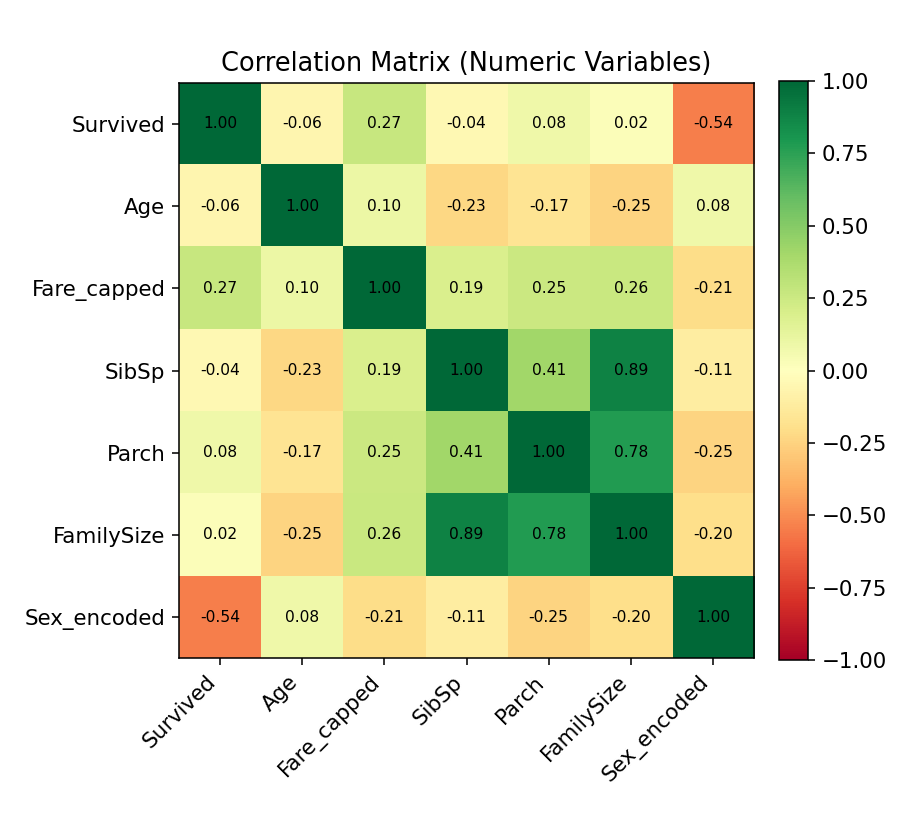 Correlation Matrix (Numeric Variables)
Survived 1.00 -0.06 0.27 -0.04 0.08 0.02 -0.54
Age -0.06 1.00 0.10 -0.23 -0.17 -0.25 0.08
Fare_capped 0.27 0.10 1.00 0.19 0.25 0.26 -0.21
SibSp -0.04 -0.23 0.19 1.00 0.41 0.89 -0.11
Parch 0.08 -0.17 0.25 0.41 1.00 0.78 -0.25
FamilySize 0.02 -0.25 0.26 0.89 0.78 1.00 -0.20
Sex_encoded -0.54 0.08 -0.21 -0.11 -0.25 -0.20 1.00
Survived Age Fare_capped SibSp Parch FamilySize Sex_encoded
1.00
0.75
0.50
0.25
0.00
−0.25
−0.50
−0.75
−1.00